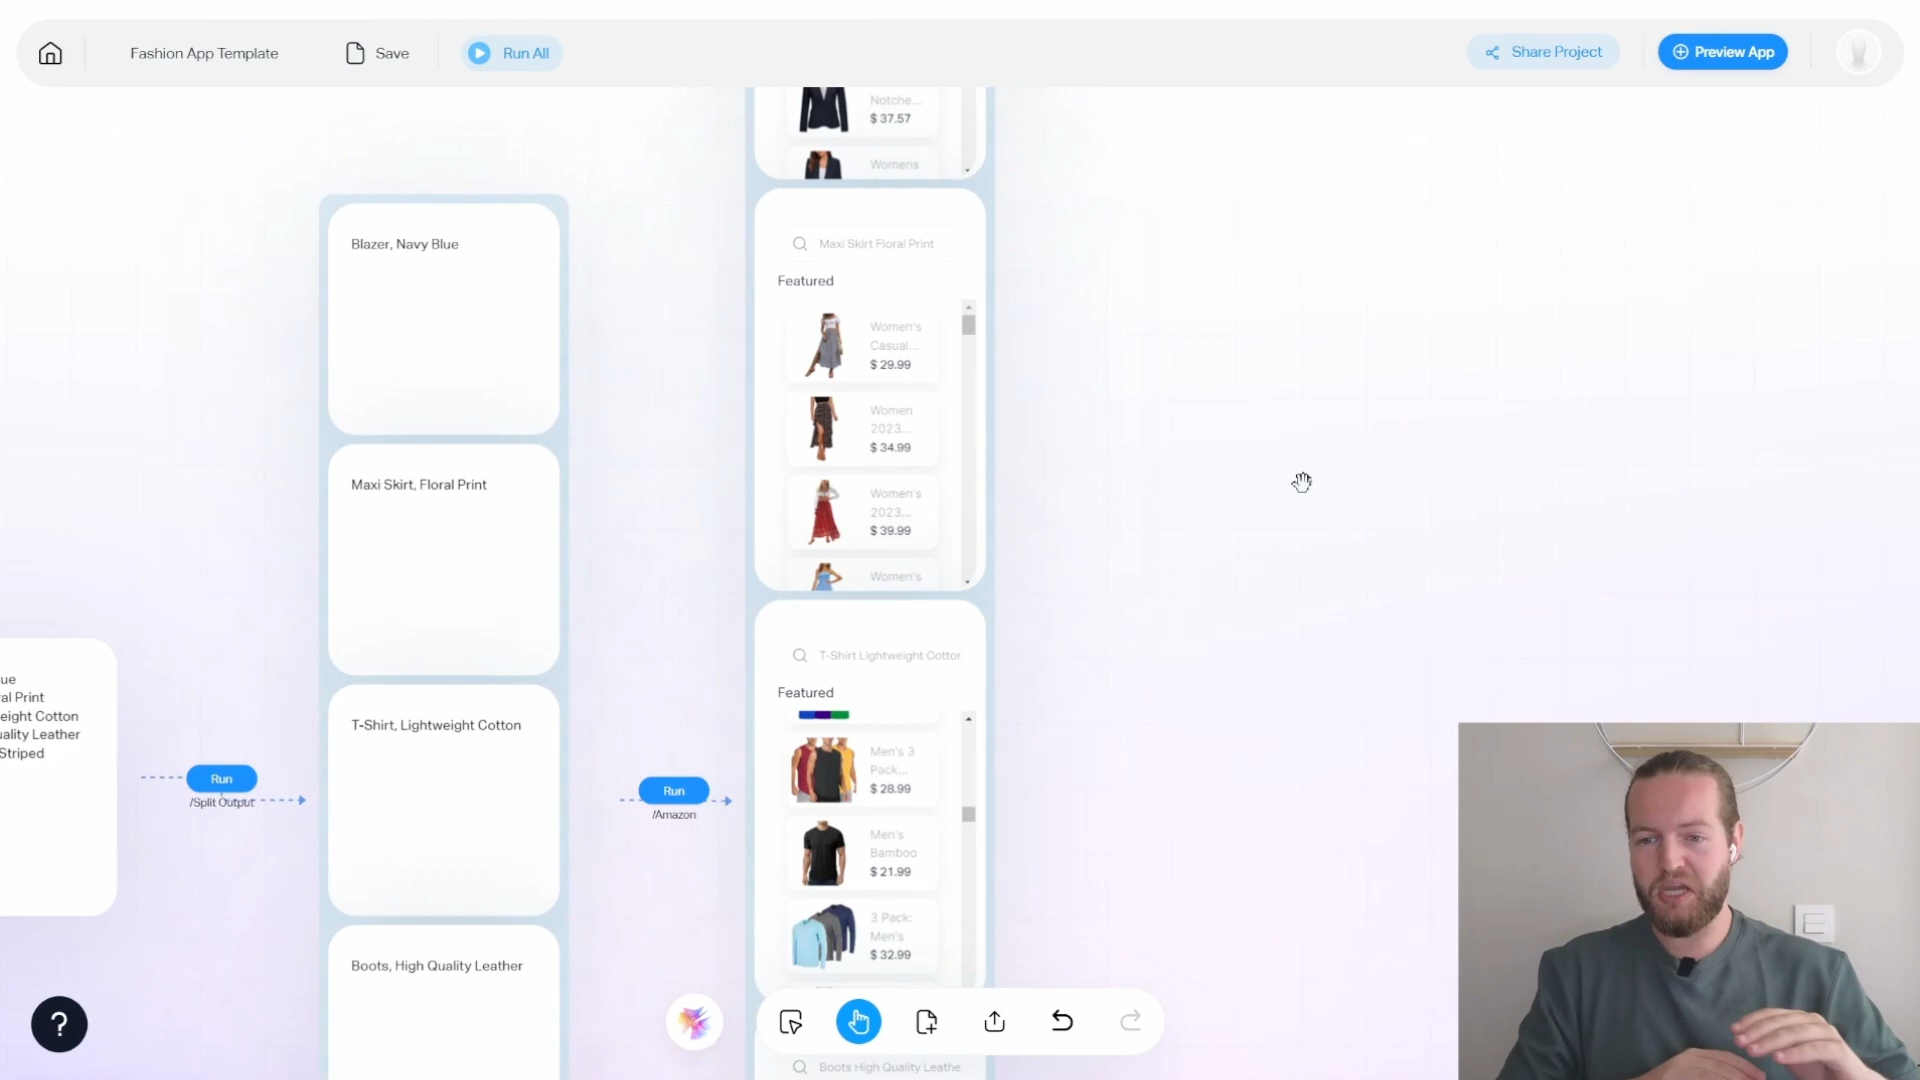 Fashion App Template
Save
Run All
Share Project
Preview App
Notche...
$ 37.57
Womens
Blazer, Navy Blue
Maxi Skirt Floral Print
Featured
Women's
Casual...
$ 29.99
Women
2023...
$ 34.99
Maxi Skirt, Floral Print
Women's
2023...
$ 39.99
Women's
T-Shirt Lightweight Cottor
Featured
ue
ral Print
eight Cotton
uality Leather
Striped
Run
/Split Output
T-Shirt, Lightweight Cotton
Run
/Amazon
Men's 3
Pack...
$ 28.99
Men's
Bamboo
$ 21.99
3 Pack:
Men's
$ 32.99
Boots, High Quality Leather
?
Boots High Quality Leathe